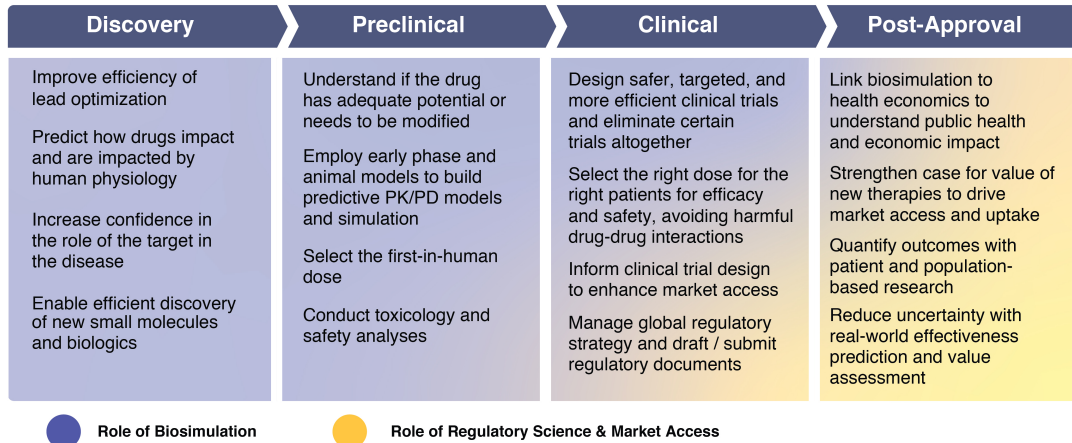 Discovery
Preclinical
Clinical
Post-Approval
Improve efficiency of
lead optimization
Predict how drugs impact
and are impacted by
human physiology
Increase confidence in
the role of the target in
the disease
Enable efficient discovery
of new small molecules
and biologics
Understand if the drug
has adequate potential or
needs to be modified
Employ early phase and
animal models to build
predictive PK/PD models
and simulation
Select the first-in-human
dose
Conduct toxicology and
safety analyses
Design safer, targeted, and
more efficient clinical trials
and eliminate certain
trials altogether
Select the right dose for the
right patients for efficacy
and safety, avoiding harmful
drug-drug interactions
Inform clinical trial design
to enhance market access
Manage global regulatory
strategy and draft / submit
regulatory documents
Link biosimulation to
health economics to
understand public health
and economic impact
Strengthen case for value of
new therapies to drive
market access and uptake
Quantify outcomes with
patient and population-
based research
Reduce uncertainty with
real-world effectiveness
prediction and value
assessment
Role of Biosimulation
Role of Regulatory Science & Market Access